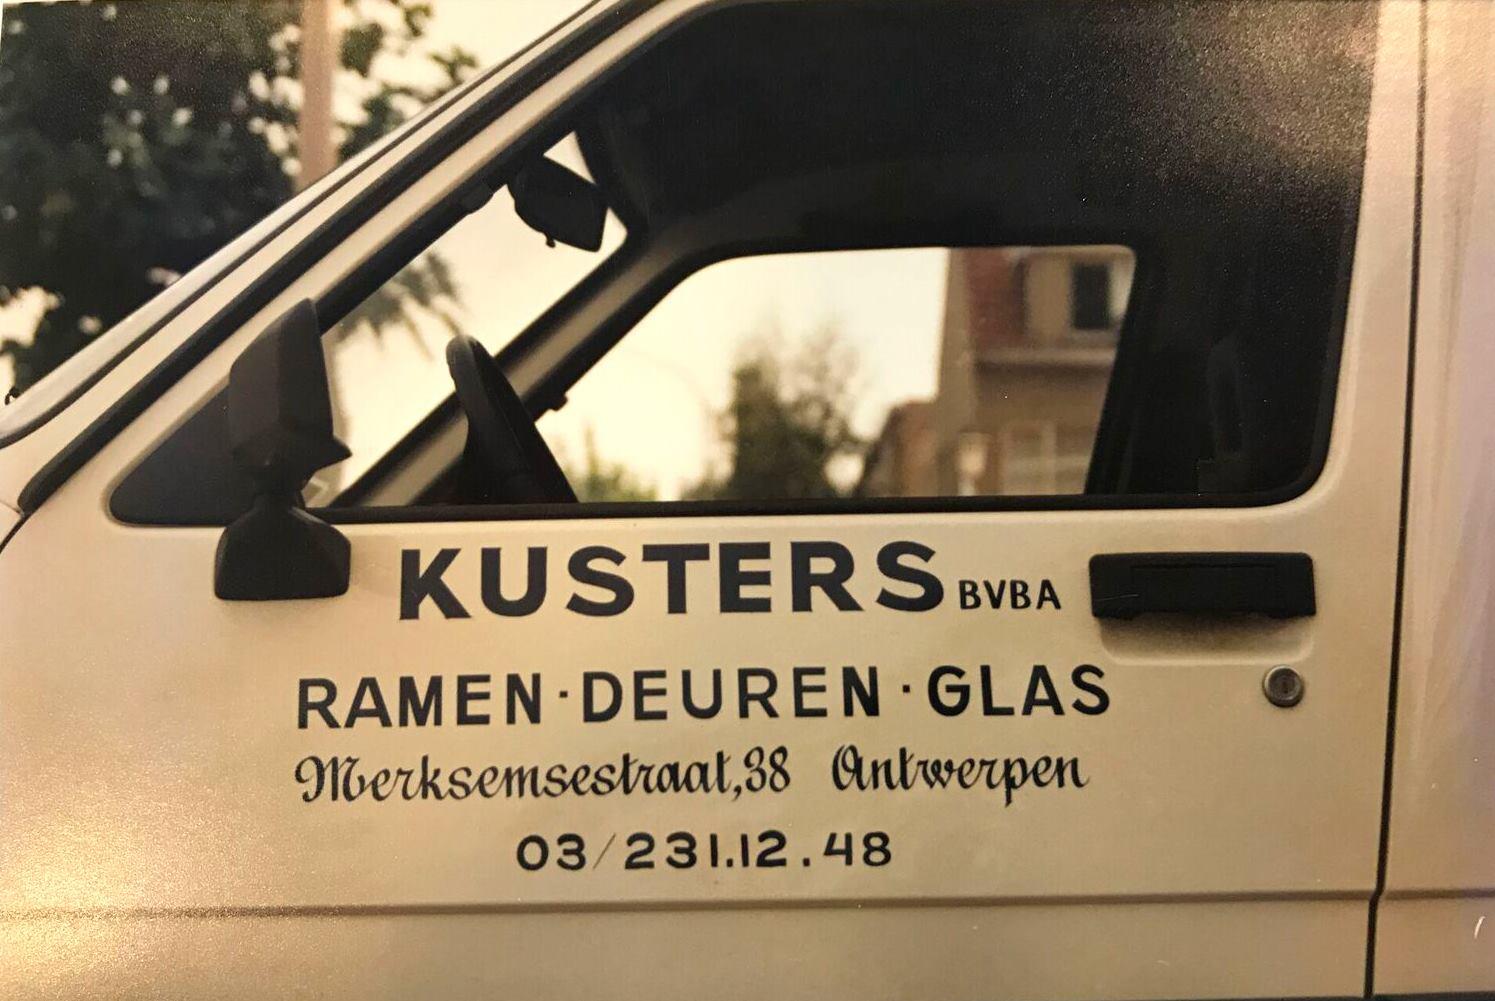 KUSTERS BVBA
RAMEN · DEUREN · GLAS
Merksemsestraat,38 Antwerpen
03/231.12.48